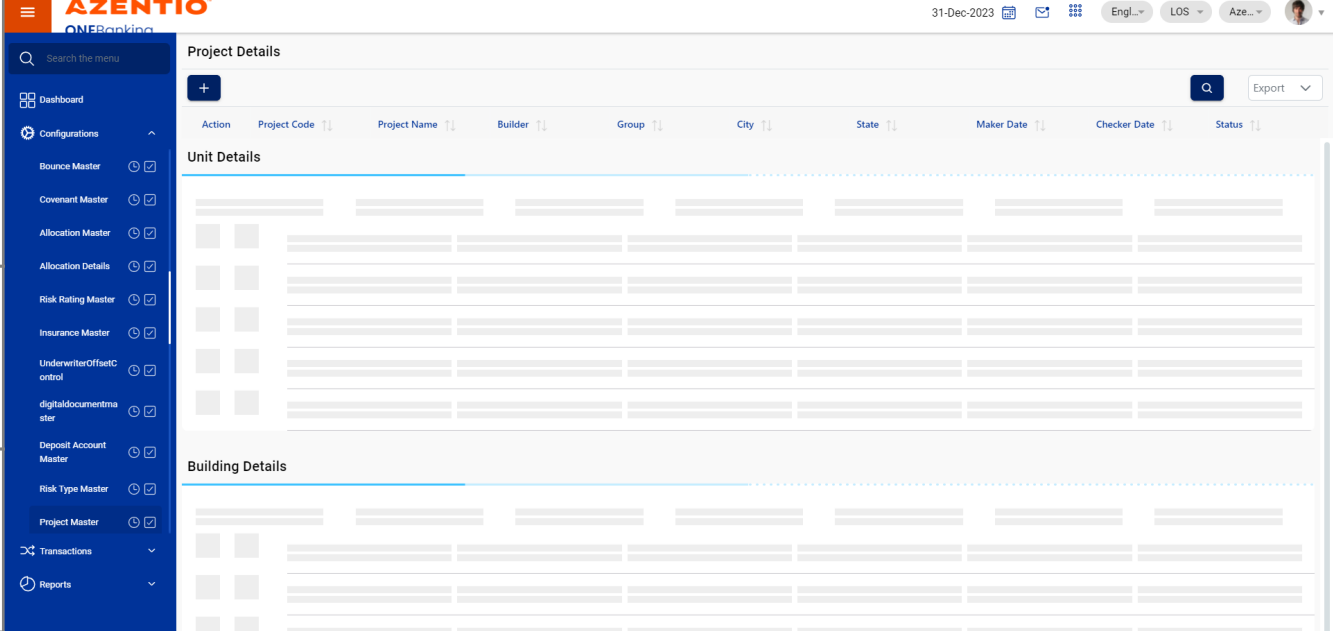 AZENTIO
ONEBanking
31-Dec-2023
Engl...
LOS
Aze...
Search the menu
Dashboard
Configurations
Bounce Master
Covenant Master
Allocation Master
Allocation Details
Risk Rating Master
Insurance Master
UnderwriterOffsetC
ontrol
digitaldocumentma
ster
Deposit Account
Master
Risk Type Master
Project Master
Transactions
Reports
Project Details
+
Export
Action Project Code Project Name Builder Group City State Maker Date Checker Date Status
Unit Details
Building Details